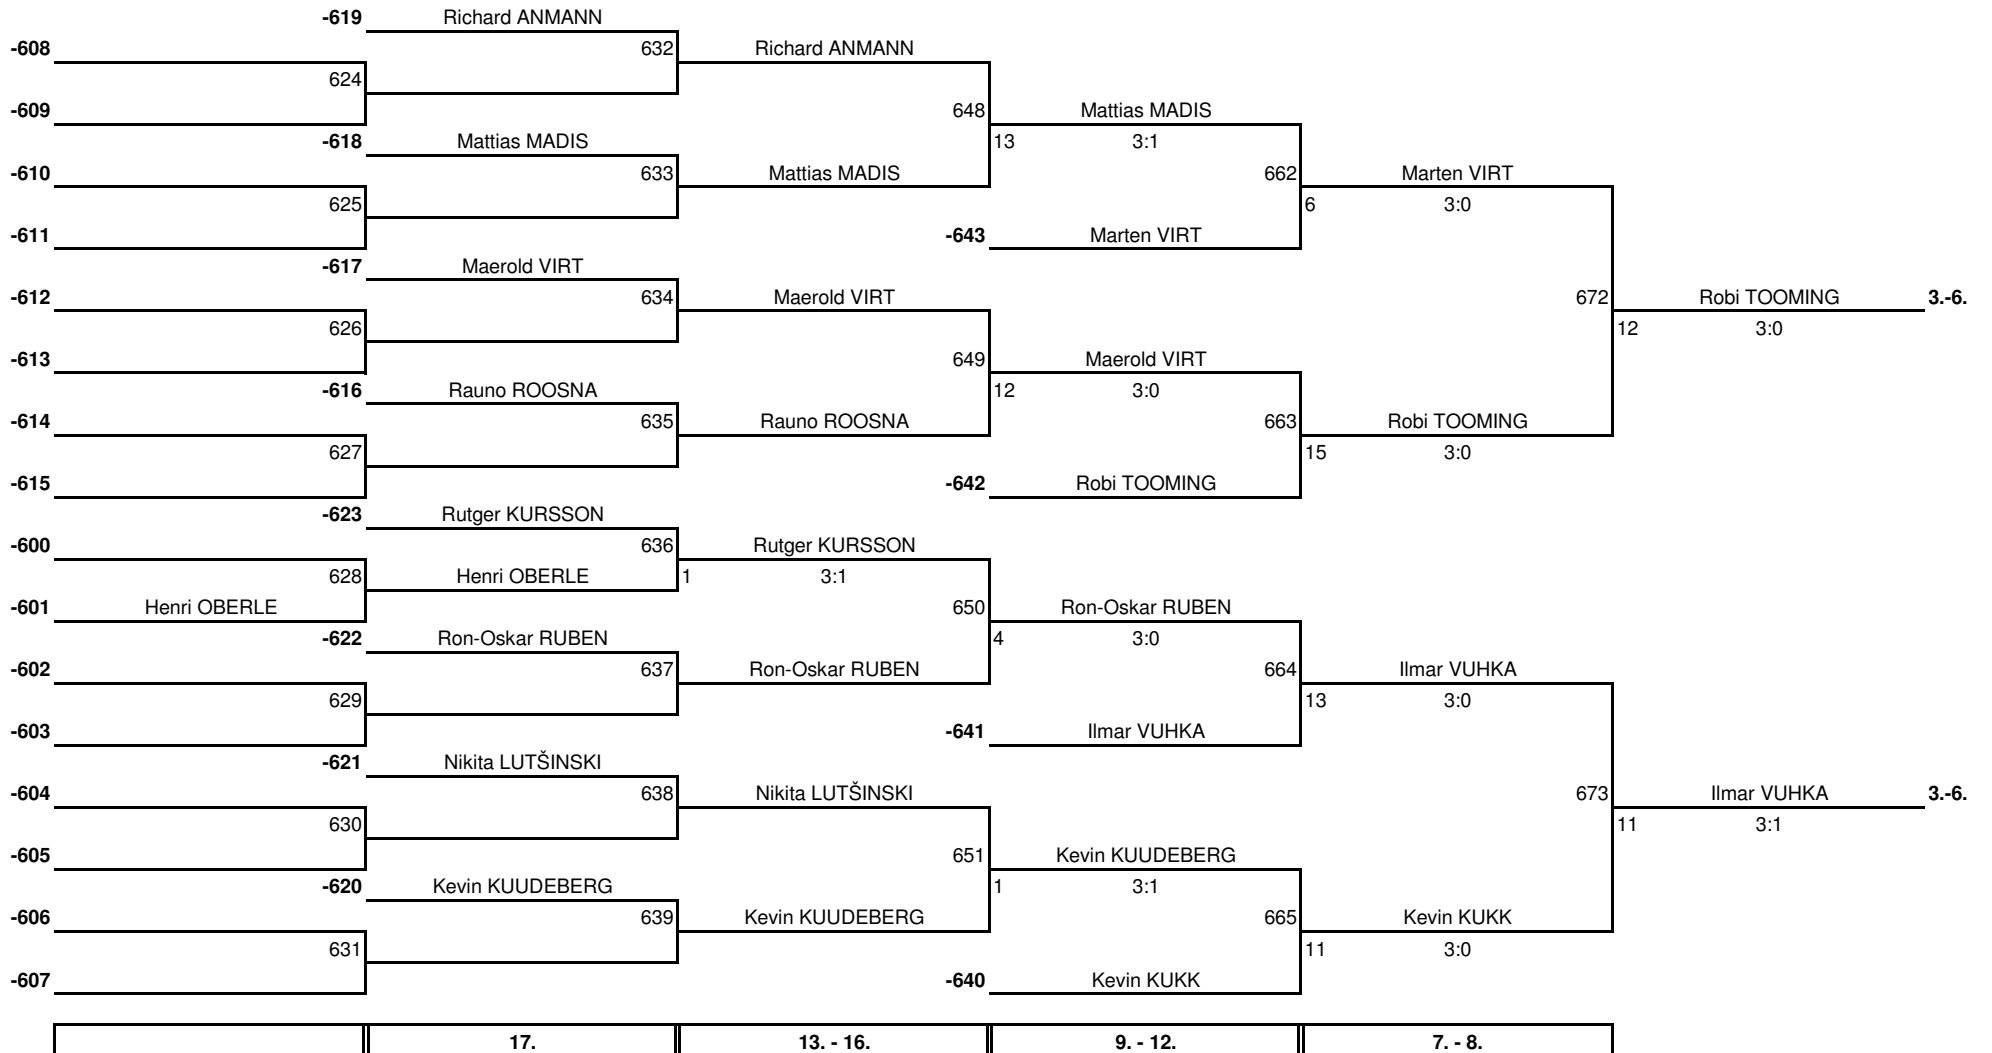 -619 Richard ANMANN
-608 632 Richard ANMANN
624
-609 648 Mattias MADIS
-618 Mattias MADIS 13 3:1
-610 633 Mattias MADIS 662 Marten VIRT
625 6 3:0
-611 -643 Marten VIRT
-617 Maerold VIRT
-612 634 Maerold VIRT 672 Robi TOOMING 3.-6.
626 12 3:0
-613 649 Maerold VIRT
-616 Rauno ROOSNA 12 3:0
-614 635 Rauno ROOSNA 663 Robi TOOMING
627 15 3:0
-615 -642 Robi TOOMING
-623 Rutger KURSSON
-600 636 Rutger KURSSON
628 Henri OBERLE 1 3:1
-601 Henri OBERLE 650 Ron-Oskar RUBEN
-622 Ron-Oskar RUBEN 4 3:0
-602 637 Ron-Oskar RUBEN 664 Ilmar VUHKA
629 13 3:0
-603 -641 Ilmar VUHKA
-621 Nikita LUTŠINSKI
-604 638 Nikita LUTŠINSKI 673 Ilmar VUHKA 3.-6.
630 11 3:1
-605 651 Kevin KUUDEBERG
-620 Kevin KUUDEBERG 1 3:1
-606 639 Kevin KUUDEBERG 665 Kevin KUKK
631 11 3:0
-607 -640 Kevin KUKK
17. 13. - 16. 9. - 12. 7. - 8.